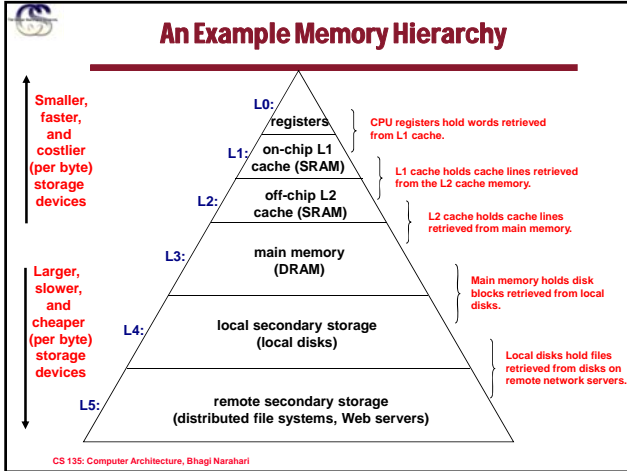 An Example Memory Hierarchy
Smaller,
faster,
and
costlier
(per byte)
storage
devices
Larger,
slower,
and
cheaper
(per byte)
storage
devices
L0:
registers
CPU registers hold words retrieved
from L1 cache.
L1:
on-chip L1
cache (SRAM)
L1 cache holds cache lines retrieved
from the L2 cache memory.
L2:
off-chip L2
cache (SRAM)
L2 cache holds cache lines
retrieved from main memory.
L3:
main memory
(DRAM)
Main memory holds disk
blocks retrieved from local
disks.
L4:
local secondary storage
(local disks)
Local disks hold files
retrieved from disks on
remote network servers.
L5:
remote secondary storage
(distributed file systems, Web servers)
CS 135: Computer Architecture, Bhagi Narahari